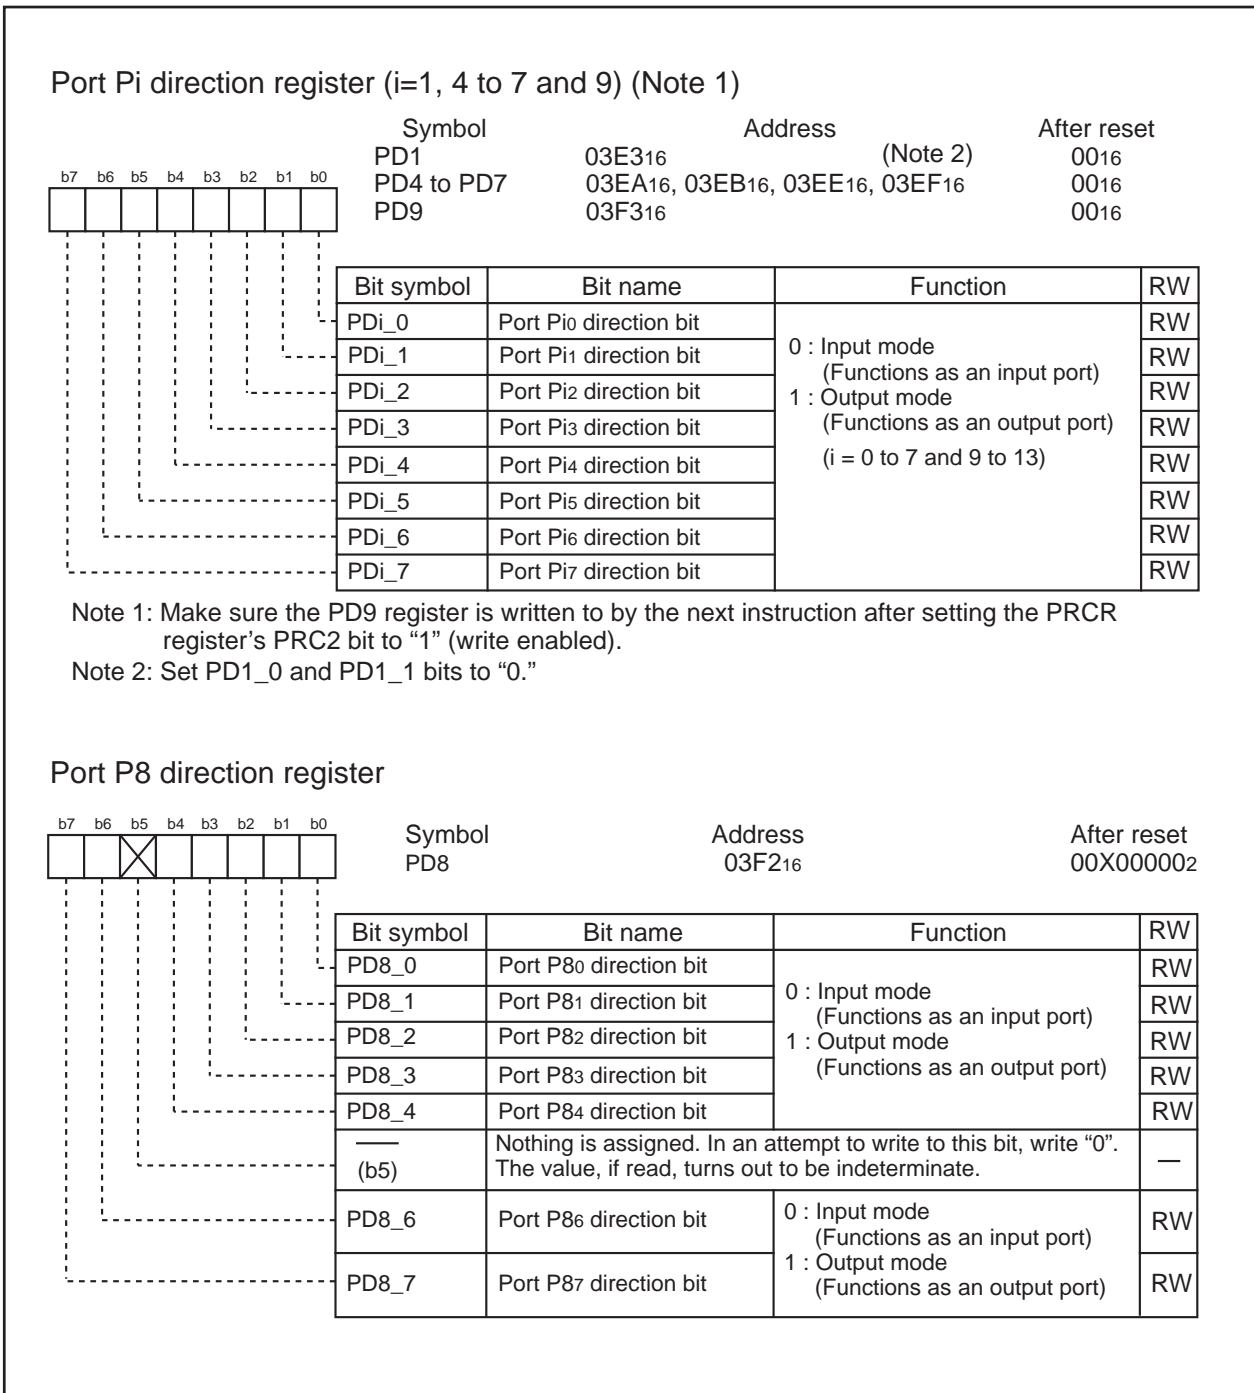 Port Pi direction register (i=1, 4 to 7 and 9) (Note 1)
Symbol Address After reset
PD1 03E316 (Note 2) 0016
PD4 to PD7 03EA16, 03EB16, 03EE16, 03EF16 0016
PD9 03F316 0016
b7 b6 b5 b4 b3 b2 b1 b0
Bit symbol Bit name Function RW
PDi_0 Port Pi0 direction bit RW
PDi_1 Port Pi1 direction bit RW
PDi_2 Port Pi2 direction bit RW
PDi_3 Port Pi3 direction bit RW
PDi_4 Port Pi4 direction bit RW
PDi_5 Port Pi5 direction bit RW
PDi_6 Port Pi6 direction bit RW
PDi_7 Port Pi7 direction bit RW
0 : Input mode
(Functions as an input port)
1 : Output mode
(Functions as an output port)
(i = 0 to 7 and 9 to 13)
Note 1: Make sure the PD9 register is written to by the next instruction after setting the PRCR
register’s PRC2 bit to “1” (write enabled).
Note 2: Set PD1_0 and PD1_1 bits to “0.”
Port P8 direction register
b7 b6 b5 b4 b3 b2 b1 b0
Symbol Address After reset
PD8 03F216 00X000002
Bit symbol Bit name Function RW
PD8_0 Port P80 direction bit RW
PD8_1 Port P81 direction bit RW
PD8_2 Port P82 direction bit RW
PD8_3 Port P83 direction bit RW
PD8_4 Port P84 direction bit RW
0 : Input mode
(Functions as an input port)
1 : Output mode
(Functions as an output port)
—
(b5)
Nothing is assigned. In an attempt to write to this bit, write “0”.
The value, if read, turns out to be indeterminate.
—
PD8_6 Port P86 direction bit RW
PD8_7 Port P87 direction bit RW
0 : Input mode
(Functions as an input port)
1 : Output mode
(Functions as an output port)